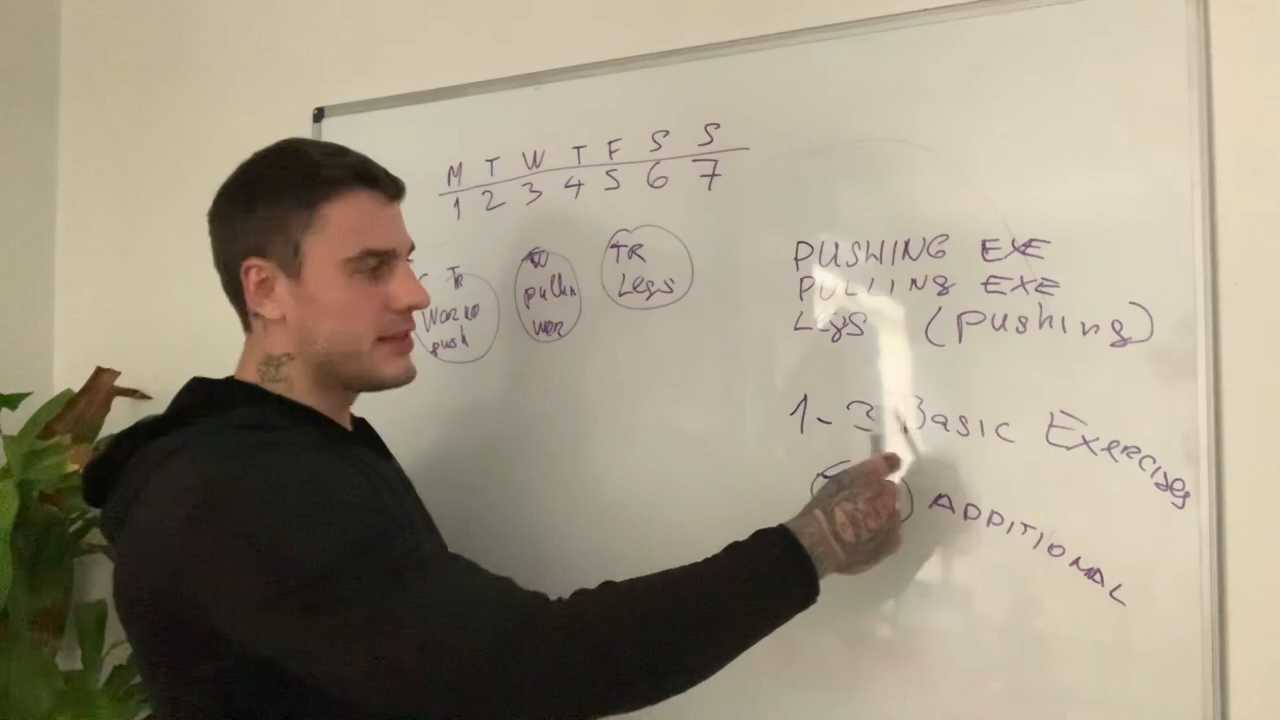 M T W T F S S
1 2 3 4 5 6 7
TR
Legs
Tr
push
PUSHING EXE
PULLING EXE
Legs (pushing)
1-3 Basic Exercises
ADDITIONAL